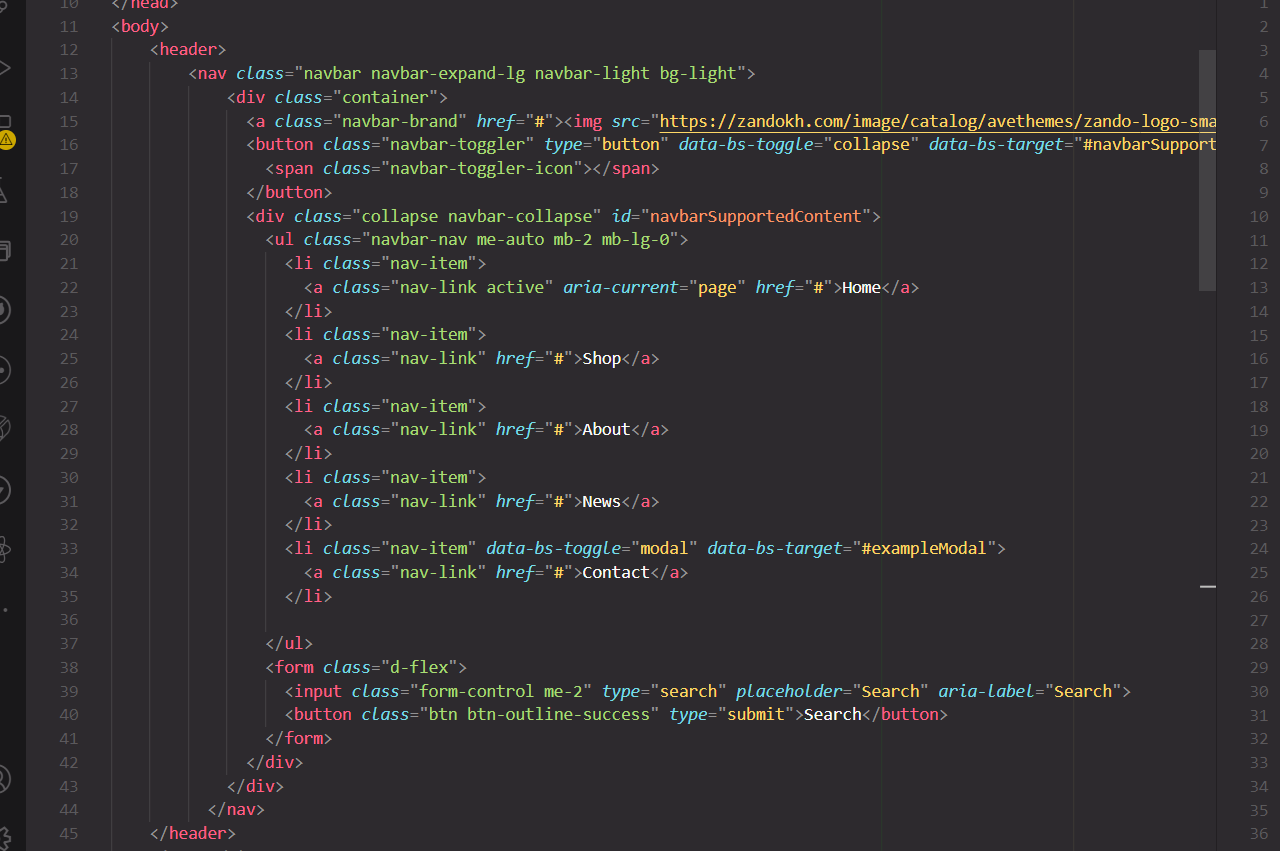 10 </head>
11 <body>
12 <header>
13 <nav class="navbar navbar-expand-lg navbar-light bg-light">
14 <div class="container">
15 <a class="navbar-brand" href="#"><img src="https://zandokh.com/image/catalog/avethemes/zando-logo-sma
16 <button class="navbar-toggler" type="button" data-bs-toggle="collapse" data-bs-target="#navbarSupport
17 <span class="navbar-toggler-icon"></span>
18 </button>
19 <div class="collapse navbar-collapse" id="navbarSupportedContent">
20 <ul class="navbar-nav me-auto mb-2 mb-lg-0">
21 <li class="nav-item">
22 <a class="nav-link active" aria-current="page" href="#">Home</a>
23 </li>
24 <li class="nav-item">
25 <a class="nav-link" href="#">Shop</a>
26 </li>
27 <li class="nav-item">
28 <a class="nav-link" href="#">About</a>
29 </li>
30 <li class="nav-item">
31 <a class="nav-link" href="#">News</a>
32 </li>
33 <li class="nav-item" data-bs-toggle="modal" data-bs-target="#exampleModal">
34 <a class="nav-link" href="#">Contact</a>
35 </li>
36
37 </ul>
38 <form class="d-flex">
39 <input class="form-control me-2" type="search" placeholder="Search" aria-label="Search">
40 <button class="btn btn-outline-success" type="submit">Search</button>
41 </form>
42 </div>
43 </div>
44 </nav>
45 </header>
1
2
3
4
5
6
7
8
9
10
11
12
13
14
15
16
17
18
19
20
21
22
23
24
25
26
27
28
29
30
31
32
33
34
35
36